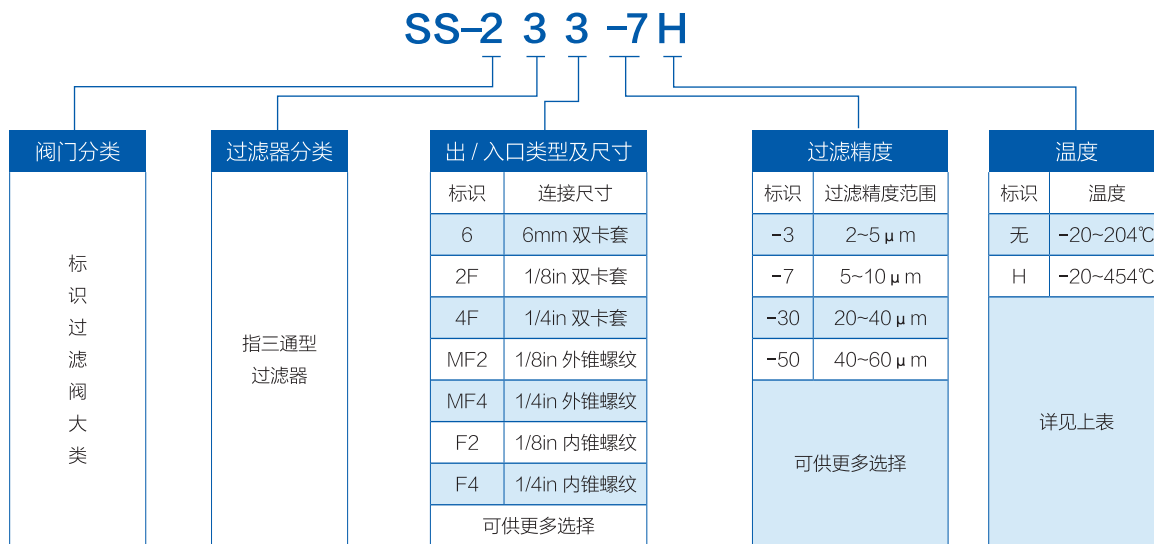 SS-2 3 3 -7 H
阀门分类
标
识
过
滤
阀
大
类
过滤器分类
指三通型
过滤器
出 / 入口类型及尺寸
标识 连接尺寸
6 6mm 双卡套
2F 1/8in 双卡套
4F 1/4in 双卡套
MF2 1/8in 外锥螺纹
MF4 1/4in 外锥螺纹
F2 1/8in 内锥螺纹
F4 1/4in 内锥螺纹
可供更多选择
过滤精度
标识 过滤精度范围
-3 2~5 μ m
-7 5~10 μ m
-30 20~40 μ m
-50 40~60 μ m
可供更多选择
温度
标识 温度
无 -20~204℃
H -20~454℃
详见上表